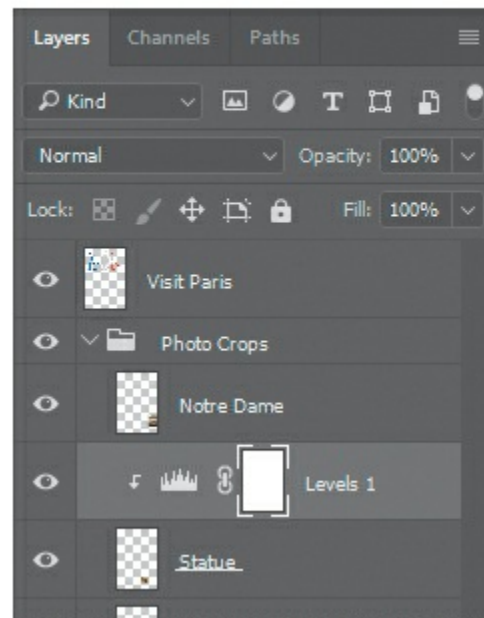 Layers Channels Paths
Kind T
Normal Opacity: 100%
Lock: Fill: 100%
Visit Paris
Photo Crops
Notre Dame
Levels 1
Statue